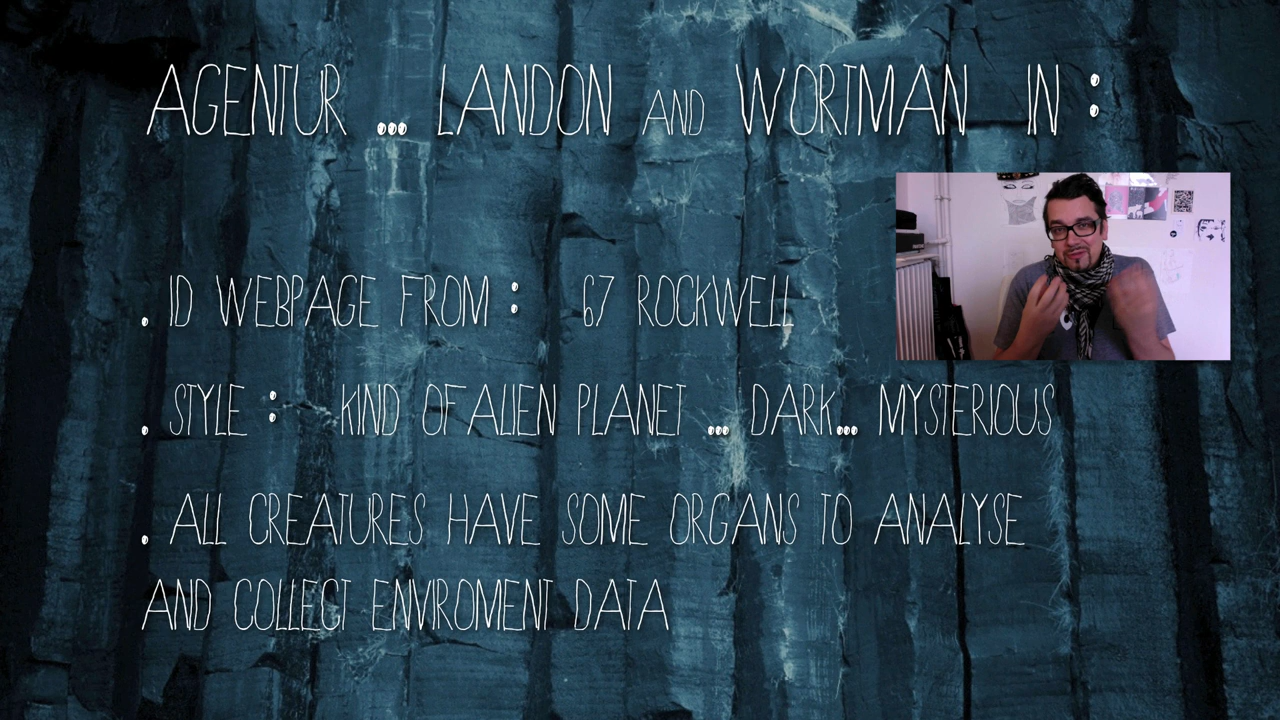 AGENTUR ... LANDON AND WORTMAN IN :
. ID WEBPAGE FROM : 67 ROCKWELL
. STYLE : KIND OF ALIEN PLANET ... DARK... MYSTERIOUS
. ALL CREATURES HAVE SOME ORGANS TO ANALYSE
AND COLLECT ENVIROMENT DATA